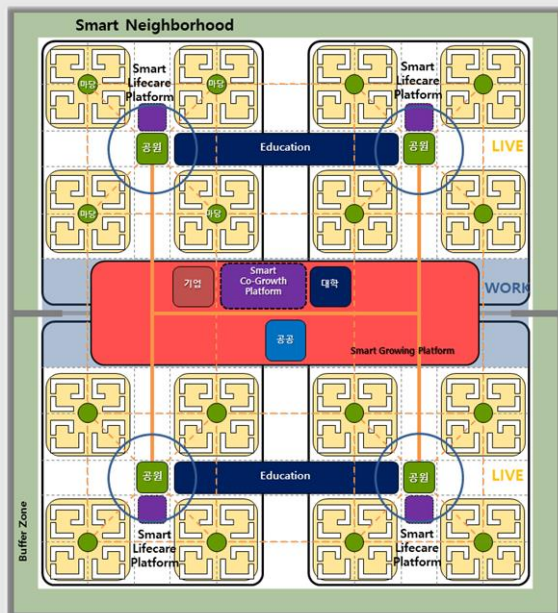 Smart Neighborhood
Smart
Lifecare
Platform
Smart
Lifecare
Platform
마당
마당
공원
Education
공원
LIVE
마당
마당
기업
Smart
Co-Growth
Platform
대학
WORK
공공
Smart Growing Platform
공원
Education
공원
LIVE
Smart
Lifecare
Platform
Smart
Lifecare
Platform
Buffer Zone